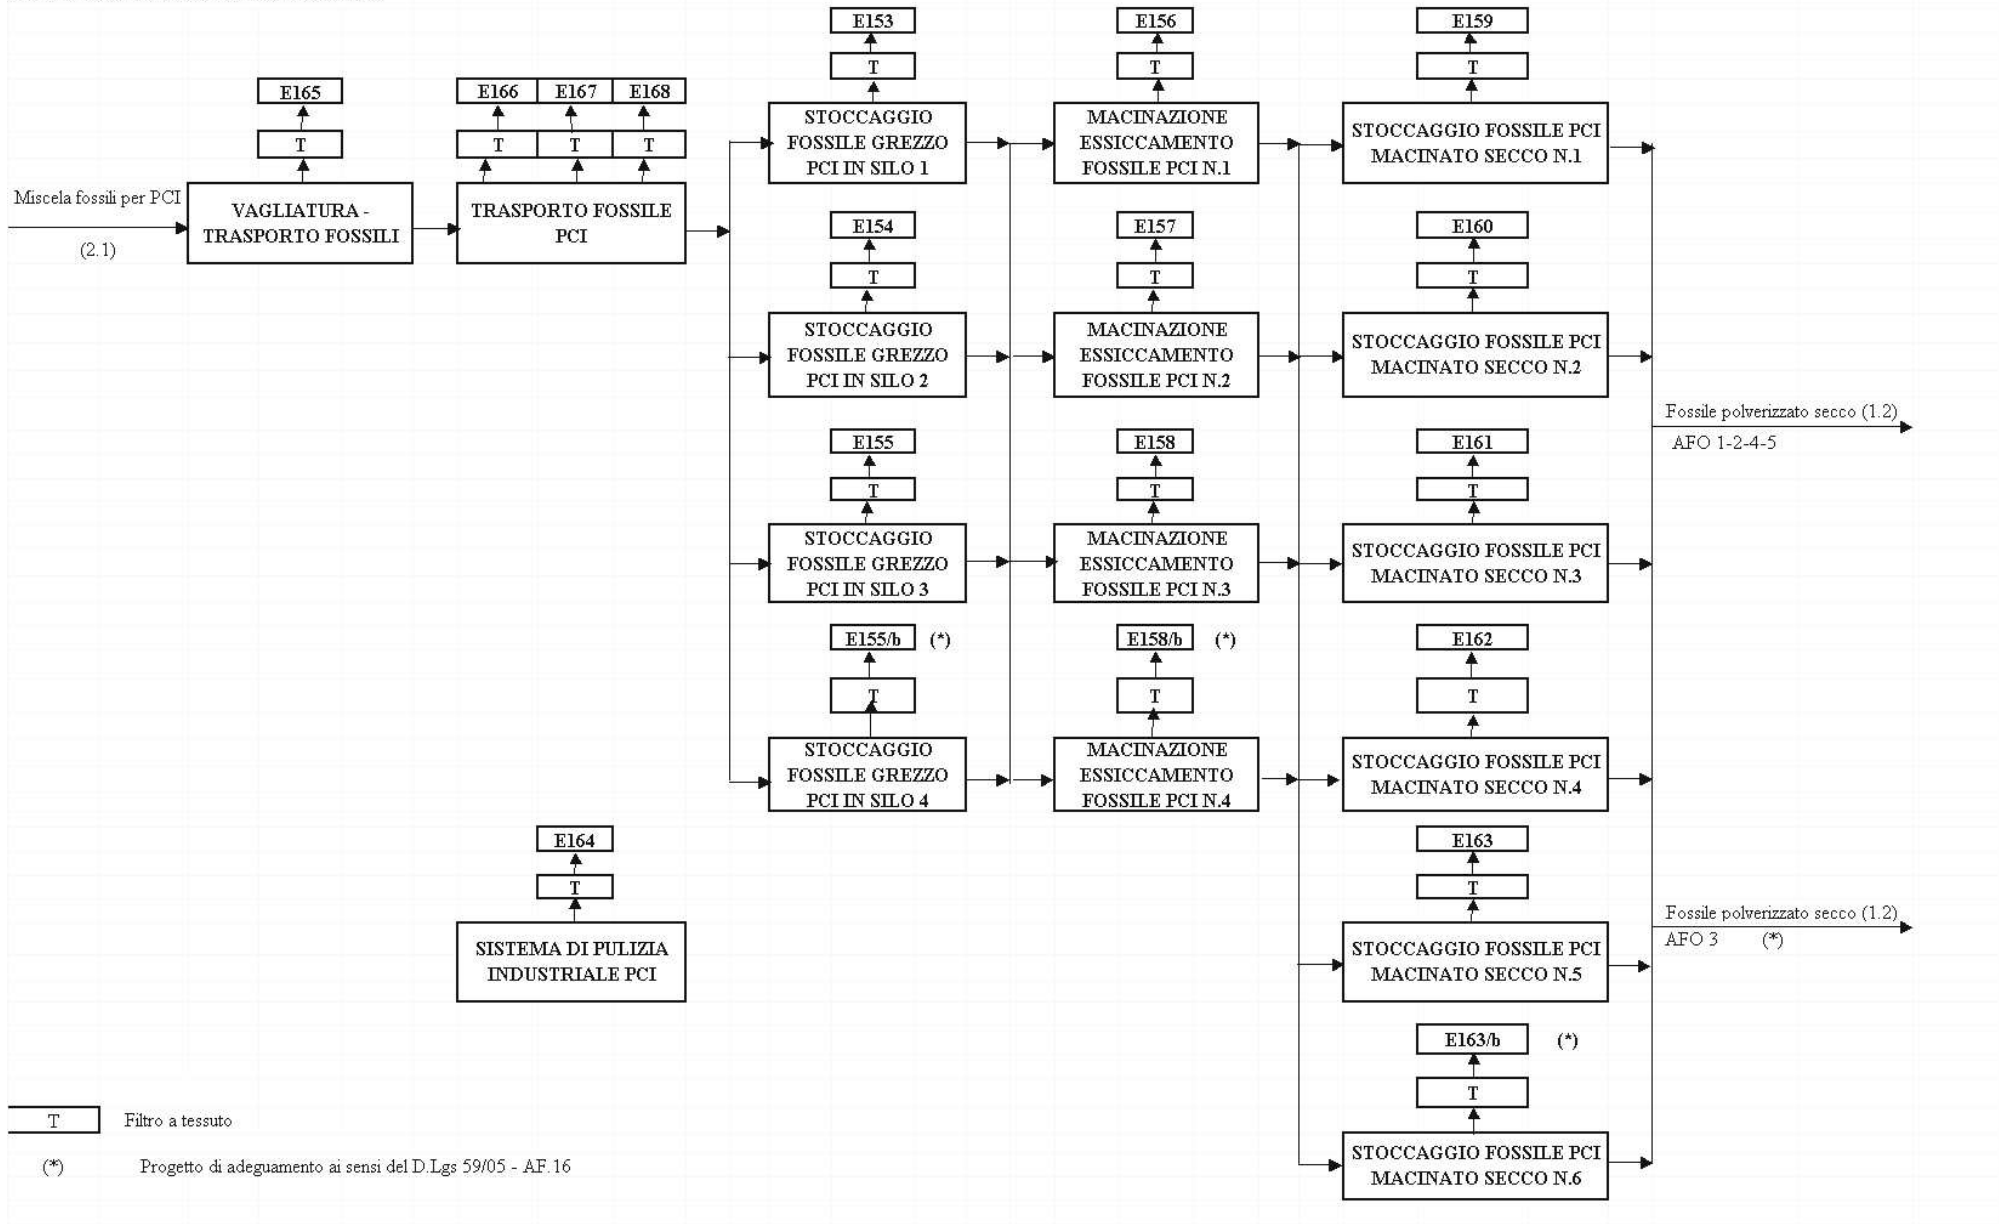 E153
E156
E159
T
T
T
E165
E166
E167
E168
T
T
T
T
STOCCAGGIO
FOSSILE GREZZO
PCI IN SILO 1
MACINAZIONE
ESSICCAMENTO
FOSSILE PCI N.1
STOCCAGGIO FOSSILE PCI
MACINATO SECCO N.1
Miscela fossili per PCI
(2.1)
VAGLIATURA -
TRASPORTO FOSSILI
TRASPORTO FOSSILE
PCI
E154
E157
E160
T
T
T
STOCCAGGIO
FOSSILE GREZZO
PCI IN SILO 2
MACINAZIONE
ESSICCAMENTO
FOSSILE PCI N.2
STOCCAGGIO FOSSILE PCI
MACINATO SECCO N.2
Fossile polverizzato secco (1.2)
AFO 1-2-4-5
E155
E158
E161
T
T
T
STOCCAGGIO
FOSSILE GREZZO
PCI IN SILO 3
MACINAZIONE
ESSICCAMENTO
FOSSILE PCI N.3
STOCCAGGIO FOSSILE PCI
MACINATO SECCO N.3
E155/b (*)
E158/b (*)
E162
T
T
T
STOCCAGGIO
FOSSILE GREZZO
PCI IN SILO 4
MACINAZIONE
ESSICCAMENTO
FOSSILE PCI N.4
STOCCAGGIO FOSSILE PCI
MACINATO SECCO N.4
E164
E163
T
T
Fossile polverizzato secco (1.2)
AFO 3 (*)
SISTEMA DI PULIZIA
INDUSTRIALE PCI
STOCCAGGIO FOSSILE PCI
MACINATO SECCO N.5
E163/b (*)
T
T Filtro a tessuto
STOCCAGGIO FOSSILE PCI
MACINATO SECCO N.6
(*) Progetto di adeguamento ai sensi del D.Lgs 59/05 - AF.16